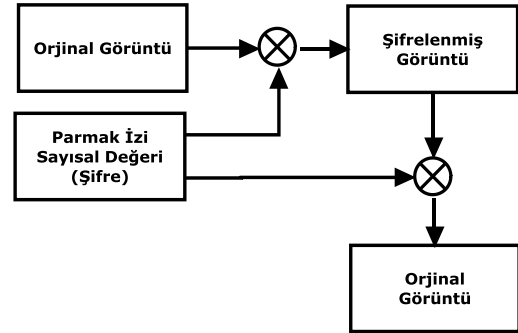 Orjinal Görüntü
Şifrelenmiş
Görüntü
Parmak İzi
Sayısal Değeri
(Şifre)
Orjinal
Görüntü